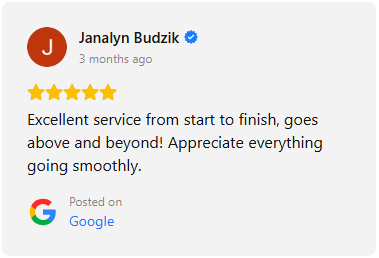 J
Janalyn Budzik
3 months ago
Excellent service from start to finish, goes
above and beyond! Appreciate everything
going smoothly.
G
Posted on
Google